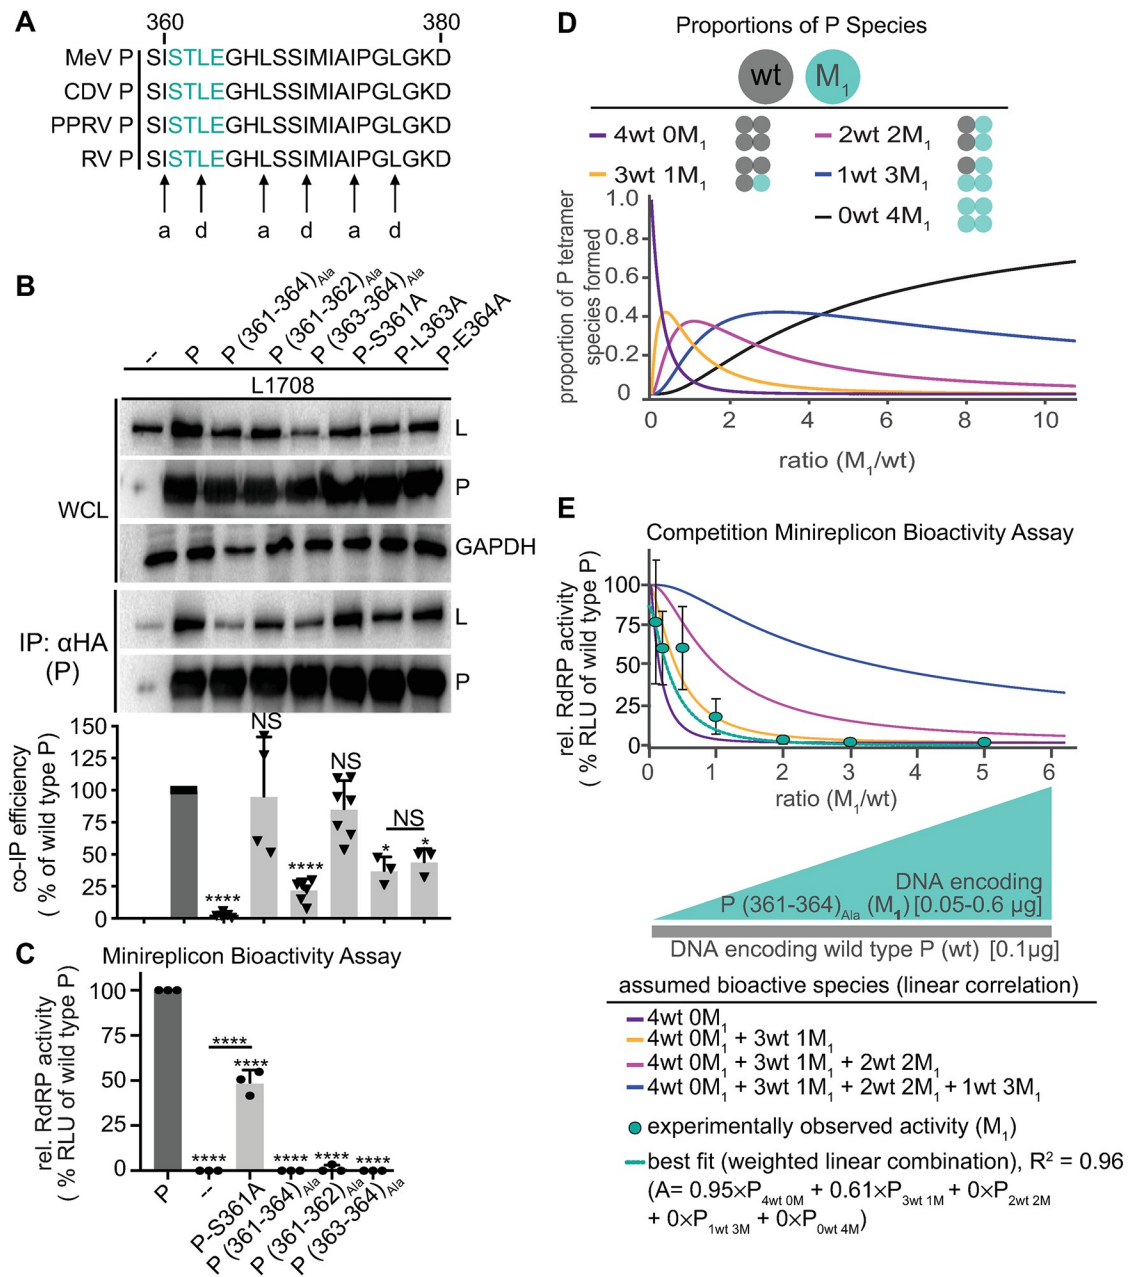 A
360 380
MeV P SISTLEGHLSSIMIAIPGLGKD
CDV P SISTLEGHLSSIMIAIPGLGKD
PPRV P SISTLEGHLSSIMIAIPGLGKD
RV P SISTLEGHLSSIMIAIPGLGKD
a d a d a d
B
-- P P (361-364)Ala P (361-362)Ala P (363-364)Ala P-S361A P-L363A P-E364A
L1708
WCL
L
P
GAPDH
IP: αHA
(P)
L
P
co-IP efficiency
( % of wild type P)
150
125
100
75
50
25
0
**** NS **** NS * NS *
C
Minireplicon Bioactivity Assay
rel. RdRP activity
( % RLU of wild type P)
100
75
50
25
0
**** **** **** **** **** ****
P -- P-S361A P (361-364)Ala P (361-362)Ala P (363-364)Ala
D
Proportions of P Species
wt M1
4wt 0M1 2wt 2M1
3wt 1M1 1wt 3M1
0wt 4M1
proportion of P tetramer
species formed
1.0
0.8
0.6
0.4
0.2
0
0 2 4 6 8 10
ratio (M1/wt)
E
Competition Minireplicon Bioactivity Assay
rel. RdRP activity
( % RLU of wild type P)
100
75
50
25
0
0 1 2 3 4 5 6
ratio (M1/wt)
DNA encoding
P (361-364)Ala (M1) [0.05-0.6 µg]
DNA encoding wild type P (wt) [0.1µg]
assumed bioactive species (linear correlation)
4wt 0M1
4wt 0M1 + 3wt 1M1
4wt 0M1 + 3wt 1M1 + 2wt 2M1
4wt 0M1 + 3wt 1M1 + 2wt 2M1 + 1wt 3M1
experimentally observed activity (M1)
best fit (weighted linear combination), R2 = 0.96
(A= 0.95×P4wt 0M + 0.61×P3wt 1M + 0×P2wt 2M
+ 0×P1wt 3M + 0×P0wt 4M)